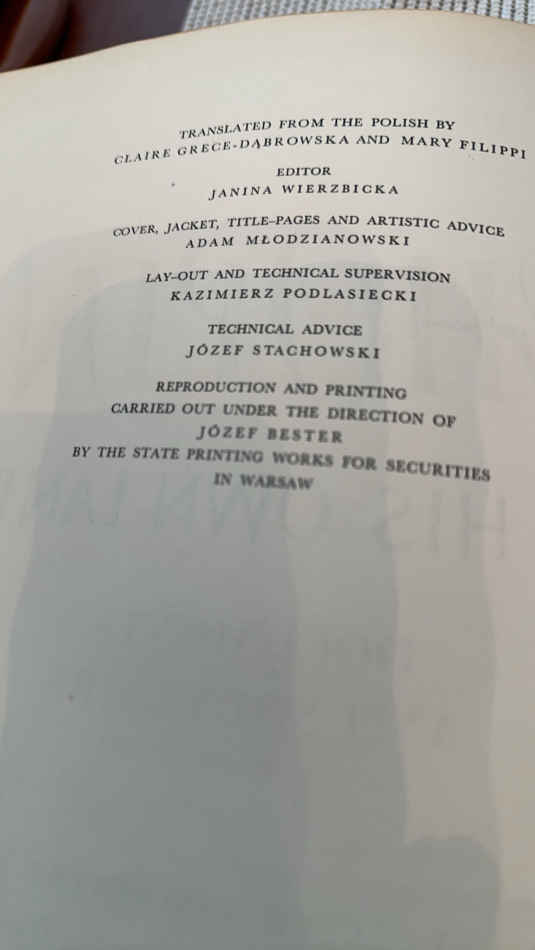 TRANSLATED FROM THE POLISH BY
CLAIRE GRECE-DĄBROWSKA AND MARY FILIPPI
EDITOR
JANINA WIERZBICKA
COVER, JACKET, TITLE-PAGES AND ARTISTIC ADVICE
ADAM MŁODZIANOWSKI
LAY-OUT AND TECHNICAL SUPERVISION
KAZIMIERZ PODLASIECKI
TECHNICAL ADVICE
JÓZEF STACHOWSKI
REPRODUCTION AND PRINTING
CARRIED OUT UNDER THE DIRECTION OF
JÓZEF BESTER
BY THE STATE PRINTING WORKS FOR SECURITIES
IN WARSAW